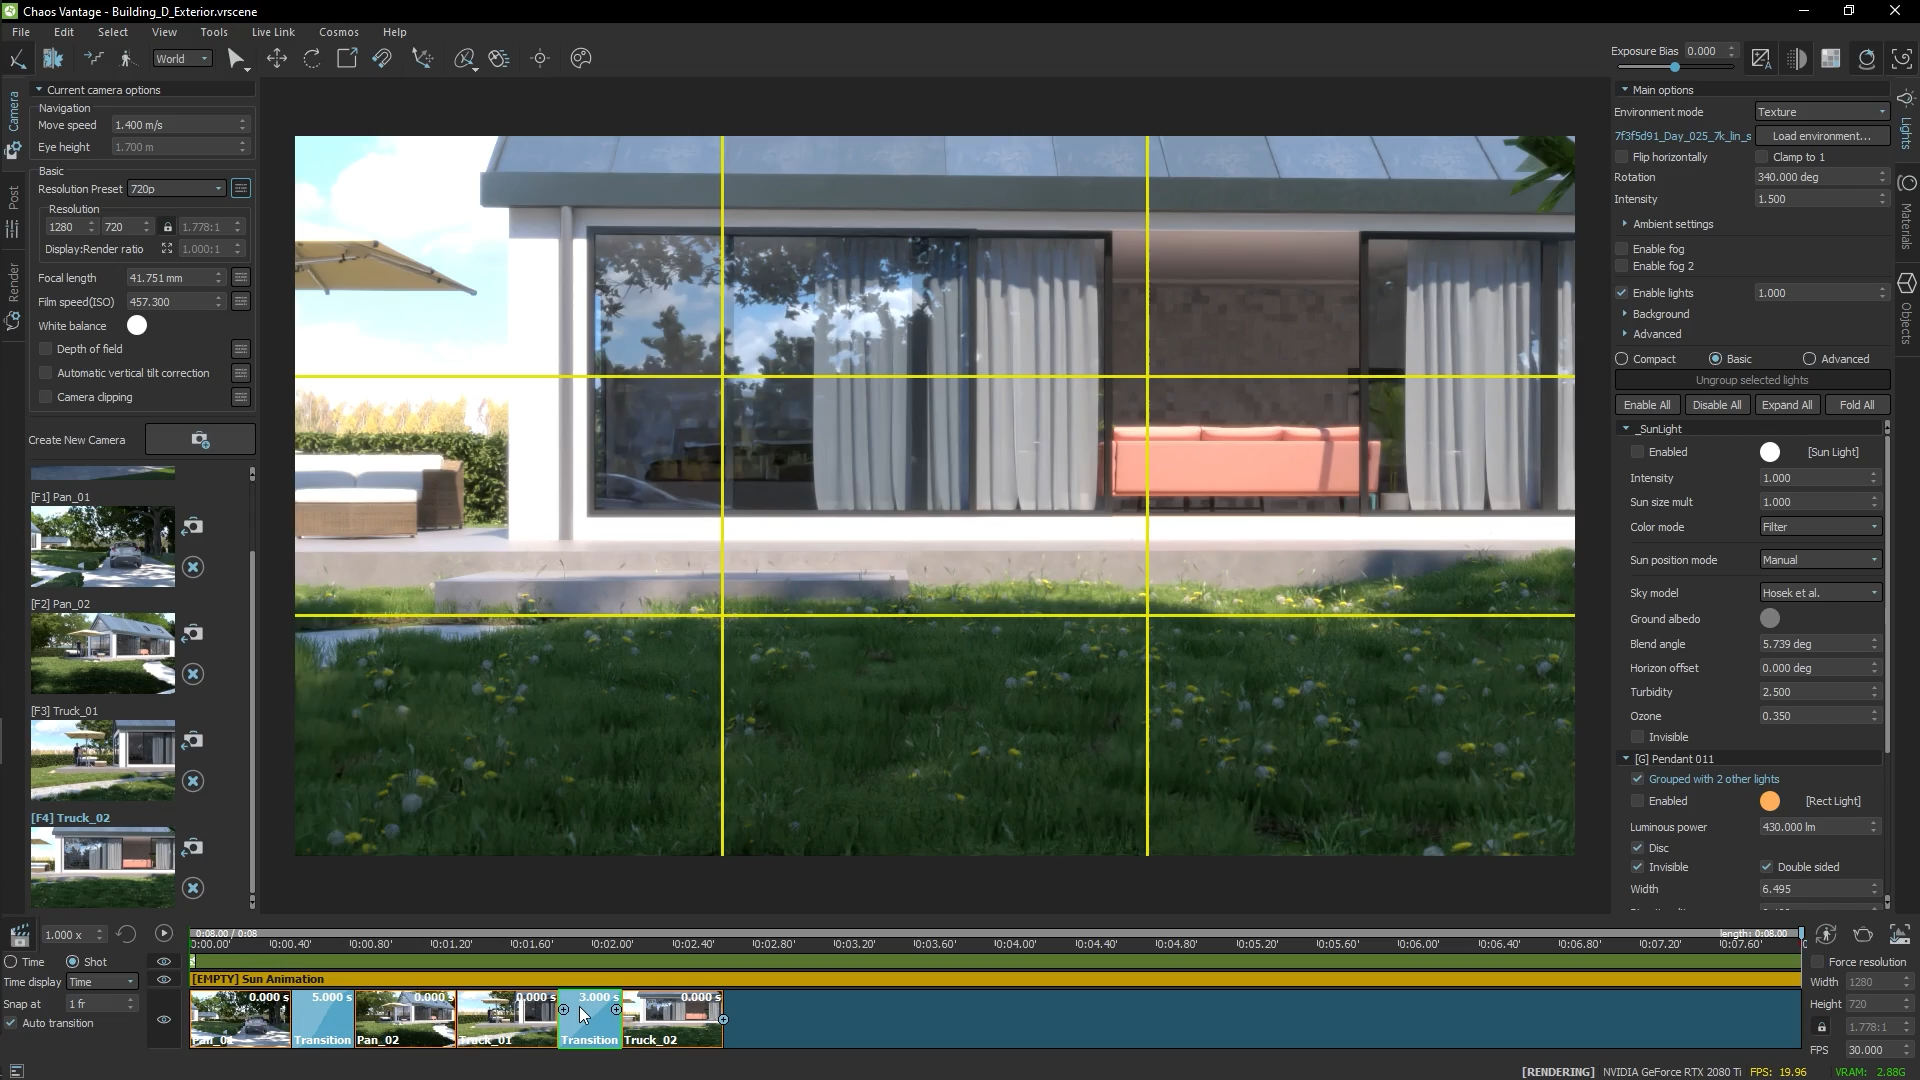 Chaos Vantage - Building_D_Exterior.vrscene
File Edit Select View Tools Live Link Cosmos Help
World
Exposure Bias 0.000
Camera
Post
Render
Current camera options
Navigation
Move speed 1.400 m/s
Eye height 1.700 m
Basic
Resolution Preset 720p
Resolution
1280 720 1.778:1
Display:Render ratio 1.000:1
Focal length 41.751 mm
Film speed(ISO) 457.300
White balance
Depth of field
Automatic vertical tilt correction
Camera clipping
Create New Camera
[F1] Pan_01
[F2] Pan_02
[F3] Truck_01
[F4] Truck_02
Main options
Environment mode Texture
7f3f5d91_Day_025_7k_lin_s Load environment...
Flip horizontally Clamp to 1
Rotation 340.000 deg
Intensity 1.500
Ambient settings
Enable fog
Enable fog 2
Enable lights 1.000
Background
Advanced
Compact Basic Advanced
Ungroup selected lights
Enable All Disable All Expand All Fold All
_SunLight
Enabled [Sun Light]
Intensity 1.000
Sun size mult 1.000
Color mode Filter
Sun position mode Manual
Sky model Hosek et al.
Ground albedo
Blend angle 5.739 deg
Horizon offset 0.000 deg
Turbidity 2.500
Ozone 0.350
Invisible
[G] Pendant 011
Grouped with 2 other lights
Enabled [Rect Light]
Luminous power 430.000 lm
Disc
Invisible Double sided
Width 6.495
Lights
Materials
Objects
1.000 x
0:08.00 / 0:08 length: 0:08.00
0:00.00' 0:00.40' 0:00.80' 0:01.20' 0:01.60' 0:02.00' 0:02.40' 0:02.80' 0:03.20' 0:03.60' 0:04.00' 0:04.40' 0:04.80' 0:05.20' 0:05.60' 0:06.00' 0:06.40' 0:06.80' 0:07.20' 0:07.60'
Time Shot
Time display Time
Snap at 1 fr
Auto transition
[EMPTY] Sun Animation
0.000 s 5.000 s 0.000 s 0.000 s 3.000 s 0.000 s
Pan_01 Transition Pan_02 Truck_01 Transition Truck_02
Force resolution
Width 1280
Height 720
1.778:1
FPS 30.000
[RENDERING] NVIDIA GeForce RTX 2080 Ti FPS: 19.96 VRAM: 2.88G